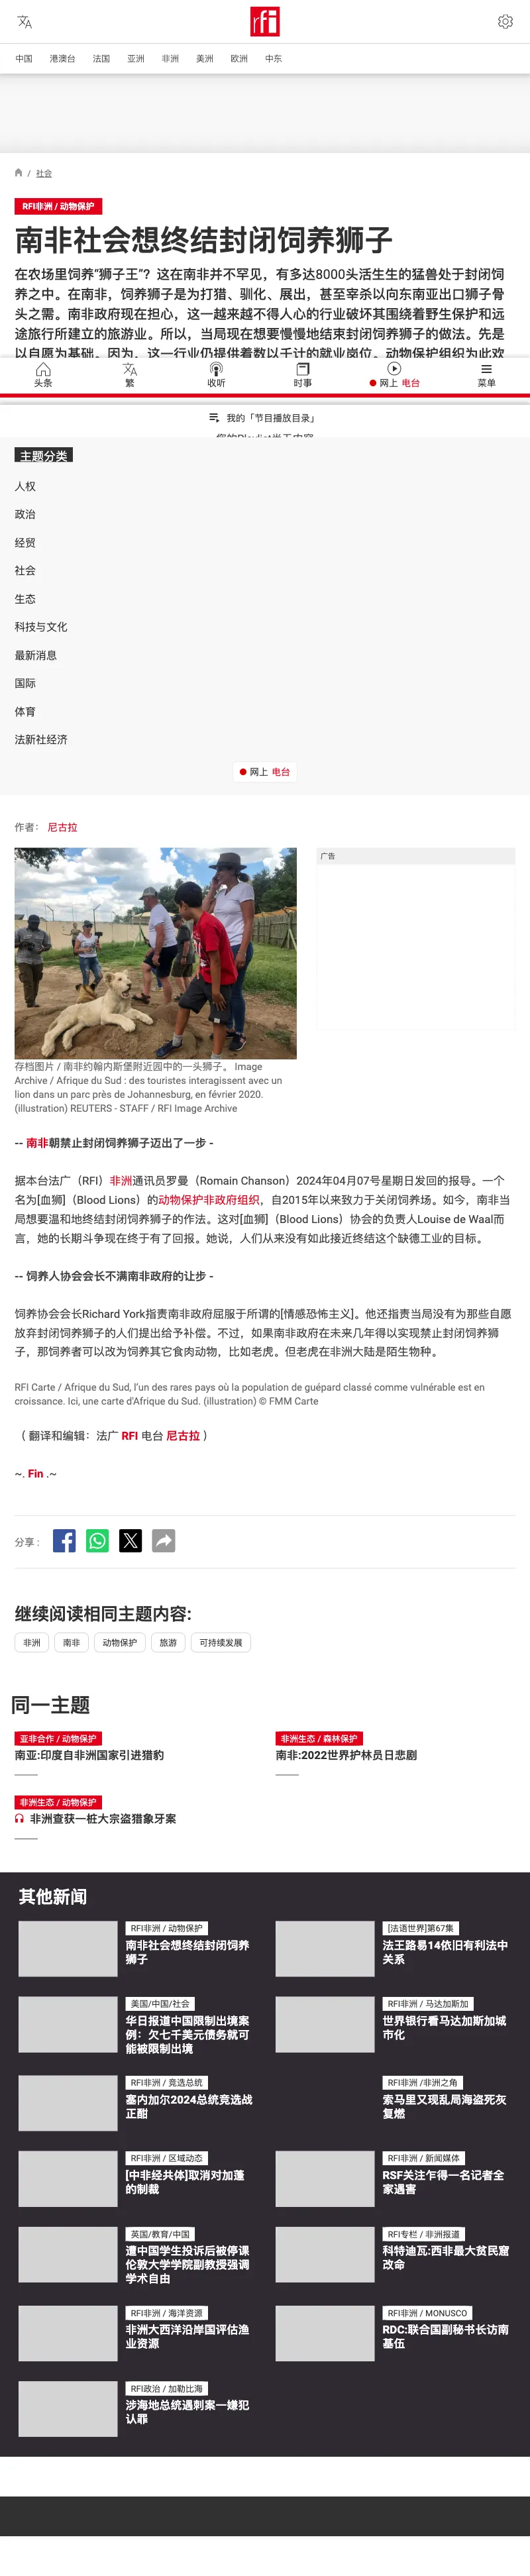 rfi
中国 港澳台 法国 亚洲 非洲 美洲 欧洲 中东
/ 社会
RFI非洲 / 动物保护
南非社会想终结封闭饲养狮子
在农场里饲养“狮子王”？这在南非并不罕见，有多达8000头活生生的猛兽处于封闭饲
养之中。在南非，饲养狮子是为打猎、驯化、展出，甚至宰杀以向东南亚出口狮子骨
头之需。南非政府现在担心，这一越来越不得人心的行业破坏其围绕着野生保护和远
途旅行所建立的旅游业。所以，当局现在想要慢慢地结束封闭饲养狮子的做法。先是
以自愿为基础。因为，这一行业仍提供着数以千计的就业岗位。动物保护组织为此欢
头条 繁 收听 时事 网上 电台 菜单
我的「节目播放目录」
主题分类
人权
政治
经贸
社会
生态
科技与文化
最新消息
国际
体育
法新社经济
网上 电台
作者： 尼古拉
广告
存档图片 / 南非约翰内斯堡附近园中的一头狮子。 Image
Archive / Afrique du Sud : des touristes interagissent avec un
lion dans un parc près de Johannesburg, en février 2020.
(illustration) REUTERS - STAFF / RFI Image Archive
-- 南非朝禁止封闭饲养狮子迈出了一步 -
据本台法广（RFI）非洲通讯员罗曼（Romain Chanson）2024年04月07号星期日发回的报导。一个
名为[血狮]（Blood Lions）的动物保护非政府组织，自2015年以来致力于关闭饲养场。如今，南非当
局想要温和地终结封闭饲养狮子的作法。这对[血狮]（Blood Lions）协会的负责人Louise de Waal而
言，她的长期斗争现在终于有了回报。她说，人们从来没有如此接近终结这个缺德工业的目标。
-- 饲养人协会会长不满南非政府的让步 -
饲养协会会长Richard York指责南非政府屈服于所谓的[情感恐怖主义]。他还指责当局没有为那些自愿
放弃封闭饲养狮子的人们提出给予补偿。不过，如果南非政府在未来几年得以实现禁止封闭饲养狮
子，那饲养者可以改为饲养其它食肉动物，比如老虎。但老虎在非洲大陆是陌生物种。
RFI Carte / Afrique du Sud, l’un des rares pays où la population de guépard classé comme vulnérable est en
croissance. Ici, une carte d'Afrique du Sud. (illustration) © FMM Carte
（ 翻译和编辑：法广 RFI 电台 尼古拉 ）
~. Fin .~
分享 :
继续阅读相同主题内容:
非洲 南非 动物保护 旅游 可持续发展
同一主题
亚非合作 / 动物保护
南亚:印度自非洲国家引进猎豹
非洲生态 / 森林保护
南非:2022世界护林员日悲剧
非洲生态 / 动物保护
非洲查获一桩大宗盗猎象牙案
其他新闻
RFI非洲 / 动物保护
南非社会想终结封闭饲养
狮子
[法语世界]第67集
法王路易14依旧有利法中
关系
美国/中国/社会
华日报道中国限制出境案
例：欠七千美元债务就可
能被限制出境
RFI非洲 / 马达加斯加
世界银行看马达加斯加城
市化
RFI非洲 / 竞选总统
塞内加尔2024总统竞选战
正酣
RFI非洲 /非洲之角
索马里又现乱局海盗死灰
复燃
RFI非洲 / 区域动态
[中非经共体]取消对加蓬
的制裁
RFI非洲 / 新闻媒体
RSF关注乍得一名记者全
家遇害
英国/教育/中国
遭中国学生投诉后被停课
伦敦大学学院副教授强调
学术自由
RFI专栏 / 非洲报道
科特迪瓦:西非最大贫民窟
改命
RFI非洲 / 海洋资源
非洲大西洋沿岸国评估渔
业资源
RFI非洲 / MONUSCO
RDC:联合国副秘书长访南
基伍
RFI政治 / 加勒比海
涉海地总统遇刺案一嫌犯
认罪